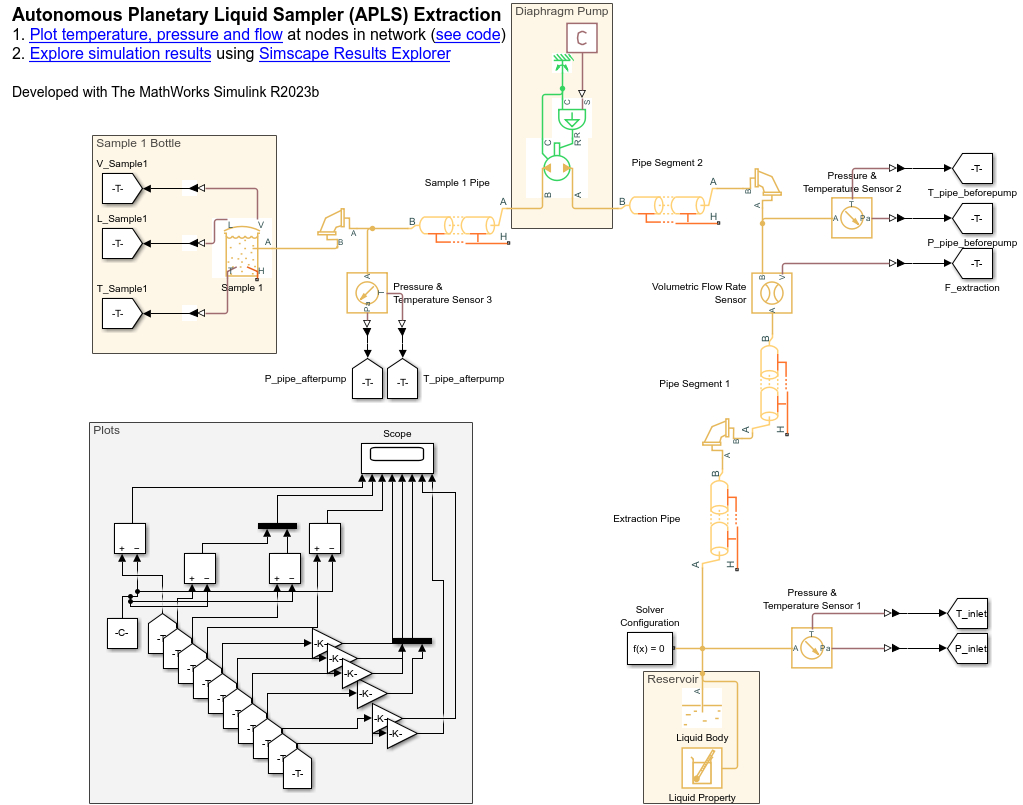 Autonomous Planetary Liquid Sampler (APLS) Extraction
1. Plot temperature, pressure and flow at nodes in network (see code)
2. Explore simulation results using Simscape Results Explorer
Developed with The MathWorks Simulink R2023b
Diaphragm Pump
C
C
S
R
R
C
B
A
Sample 1 Bottle
V_Sample1
-T-
L_Sample1
-T-
T_Sample1
-T-
L
V
A
H
Sample 1
B
A
Sample 1 Pipe
B
A
H
A
T
Pa
Pressure &
Temperature Sensor 3
P_pipe_afterpump
-T-
-T-
T_pipe_afterpump
Pipe Segment 2
B
A
H
B
A
Pressure &
Temperature Sensor 2
T
A
Pa
-T-
T_pipe_beforepump
-T-
P_pipe_beforepump
-T-
F_extraction
Volumetric Flow Rate
Sensor
B
V
A
B
Pipe Segment 1
A
H
B
A
B
Extraction Pipe
A
H
Solver
Configuration
f(x) = 0
Pressure &
Temperature Sensor 1
T
A
Pa
T_inlet
P_inlet
Reservoir
A
Liquid Body
Liquid Property
Plots
Scope
+ −
+ −
+ −
+ −
-C-
-T
-T
-T
-T
-T
-T
-T
-T
-T
-T-
-K-
-K-
-K-
-K-
-K-
-K-